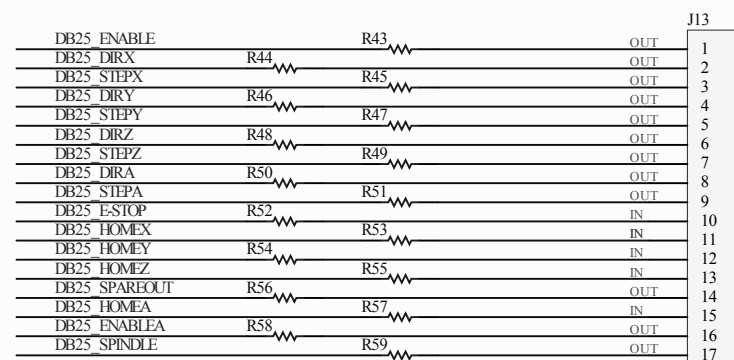 J13
DB25_ENABLE R43 OUT 1
DB25_DIRX R44 OUT 2
DB25_STEPX R45 OUT 3
DB25_DIRY R46 OUT 4
DB25_STEPY R47 OUT 5
DB25_DIRZ R48 OUT 6
DB25_STEPZ R49 OUT 7
DB25_DIRA R50 OUT 8
DB25_STEPA R51 OUT 9
DB25_E-STOP R52 IN 10
DB25_HOMEX R53 IN 11
DB25_HOMEY R54 IN 12
DB25_HOMEZ R55 IN 13
DB25_SPAREOUT R56 OUT 14
DB25_HOMEA R57 IN 15
DB25_ENABLEA R58 OUT 16
DB25_SPINDLE R59 OUT 17